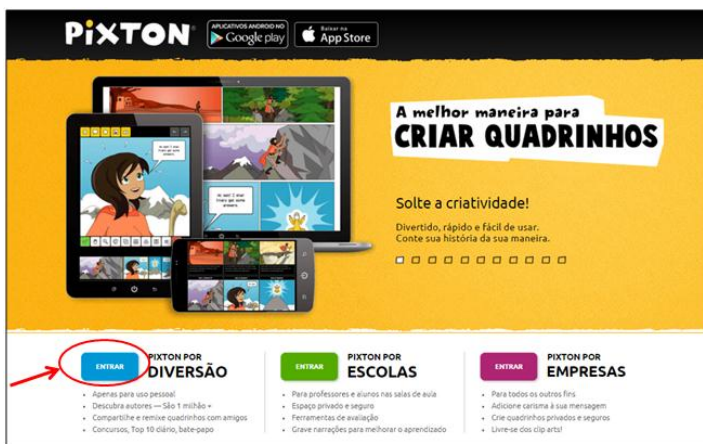 PIXTON
APLICATIVOS ANDROID NO
Google play
Baixar na
App Store
A melhor maneira para
CRIAR QUADRINHOS
Solte a criatividade!
Divertido, rápido e fácil de usar.
Conte sua história da sua maneira.
ENTRAR
PIXTON POR
DIVERSÃO
Apenas para uso pessoal
Descubra autores — São 1 milhão +
Compartilhe e remixe quadrinhos com amigos
Concursos, Top 10 diário, bate-papo
ENTRAR
PIXTON POR
ESCOLAS
Para professores e alunos nas salas de aula
Espaço privado e seguro
Ferramentas de avaliação
Grave narrações para melhorar o aprendizado
ENTRAR
PIXTON POR
EMPRESAS
Para todos os outros fins
Adicione carisma à sua mensagem
Crie quadrinhos privados e seguros
Livre-se dos clip arts!